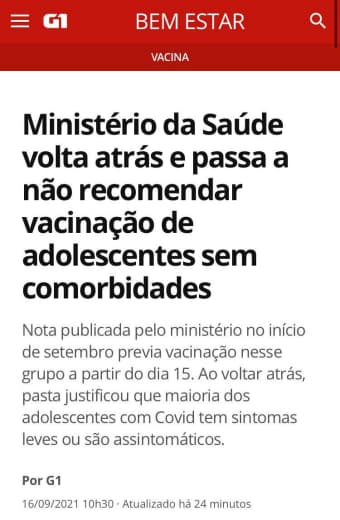 G1 BEM ESTAR
VACINA
Ministério da Saúde
volta atrás e passa a
não recomendar
vacinação de
adolescentes sem
comorbidades
Nota publicada pelo ministério no início
de setembro previa vacinação nesse
grupo a partir do dia 15. Ao voltar atrás,
pasta justificou que maioria dos
adolescentes com Covid tem sintomas
leves ou são assintomáticos.
Por G1
16/09/2021 10h30 · Atualizado há 24 minutos